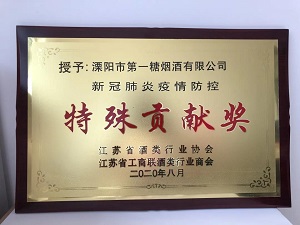 授予：溧阳市第一糖烟酒有限公司
新冠肺炎疫情防控
特殊贡献奖
江苏省酒类行业协会
江苏省工商联酒类行业商会
二〇二〇年八月